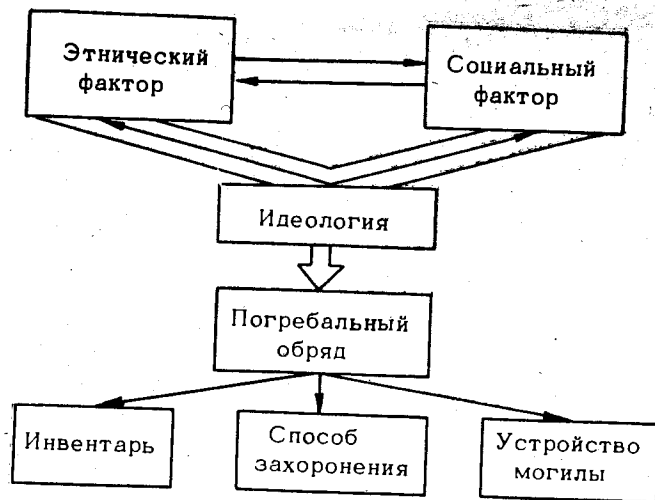 Этнический
фактор
Социальный
фактор
Идеология
Погребальный
обряд
Инвентарь
Способ
захоронения
Устройство
могилы